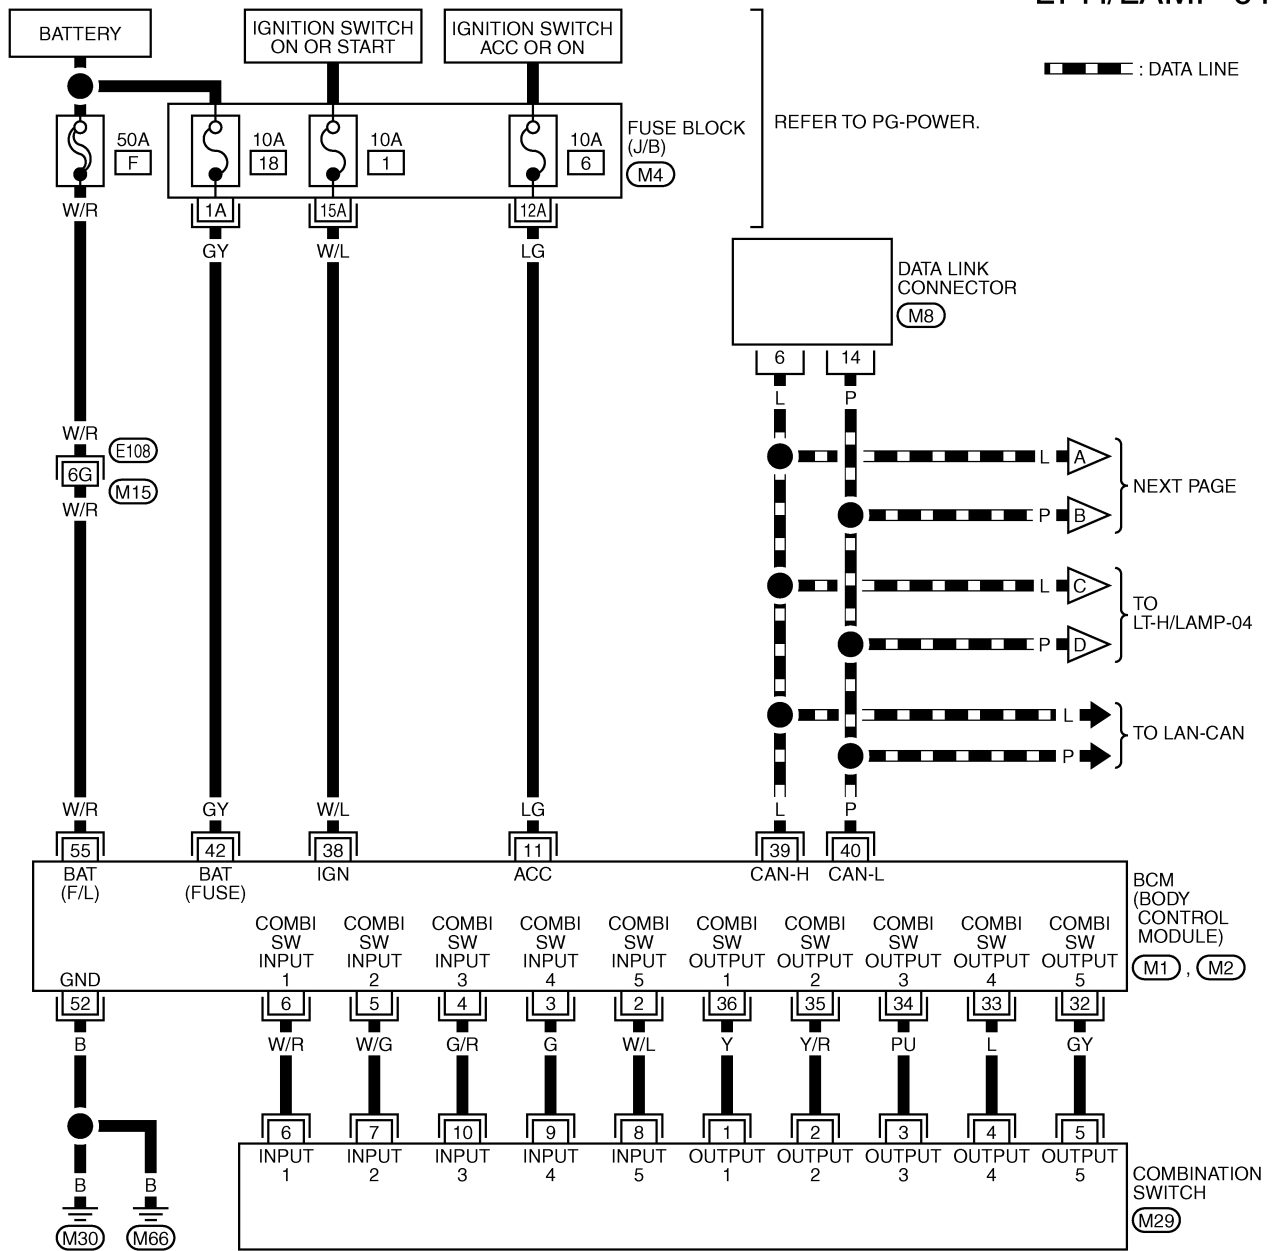 BATTERY
IGNITION SWITCH
ON OR START
IGNITION SWITCH
ACC OR ON
: DATA LINE
REFER TO PG-POWER.
50A
F
10A
18
10A
1
10A
6
FUSE BLOCK
(J/B)
M4
W/R
1A
15A
12A
GY
W/L
LG
DATA LINK
CONNECTOR
M8
6
14
L
P
W/R
E108
6G
M15
W/R
L
A
P
B
NEXT PAGE
L
C
P
D
TO
LT-H/LAMP-04
L
P
TO LAN-CAN
W/R
GY
W/L
LG
L
P
55
42
38
11
39
40
BAT
(F/L)
BAT
(FUSE)
IGN
ACC
CAN-H
CAN-L
BCM
(BODY
CONTROL
MODULE)
M1 , M2
COMBI
SW
INPUT
1
COMBI
SW
INPUT
2
COMBI
SW
INPUT
3
COMBI
SW
INPUT
4
COMBI
SW
INPUT
5
COMBI
SW
OUTPUT
1
COMBI
SW
OUTPUT
2
COMBI
SW
OUTPUT
3
COMBI
SW
OUTPUT
4
COMBI
SW
OUTPUT
5
GND
52
6
5
4
3
2
36
35
34
33
32
B
W/R
W/G
G/R
G
W/L
Y
Y/R
PU
L
GY
6
7
10
9
8
1
2
3
4
5
INPUT
1
INPUT
2
INPUT
3
INPUT
4
INPUT
5
OUTPUT
1
OUTPUT
2
OUTPUT
3
OUTPUT
4
OUTPUT
5
COMBINATION
SWITCH
M29
B
B
M30
M66